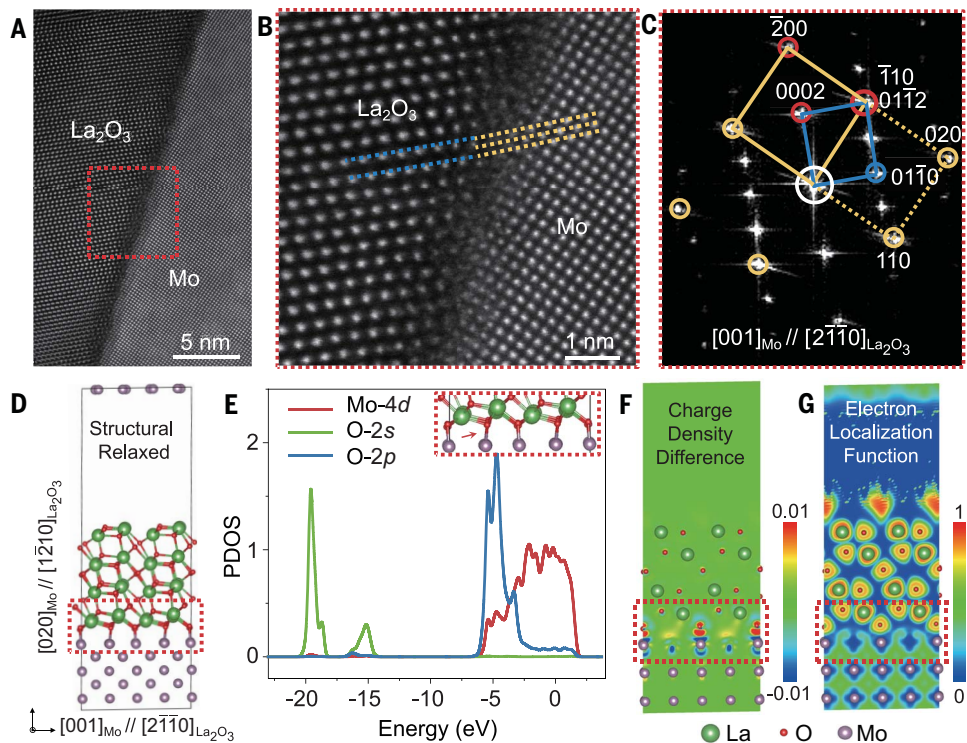 A
La₂O₃
Mo
5 nm
B
La₂O₃
Mo
1 nm
C
2̅00
1̅10
0002
011̅2
020
011̅0
110
[001]Mo // [21̅1̅0]La₂O₃
D
Structural
Relaxed
[020]Mo // [12̅10]La₂O₃
[001]Mo // [21̅1̅0]La₂O₃
E
Mo-4d
O-2s
O-2p
PDOS
2
1
0
-20
-15
-10
-5
0
Energy (eV)
F
Charge
Density
Difference
0.01
-0.01
G
Electron
Localization
Function
1
0
La
O
Mo